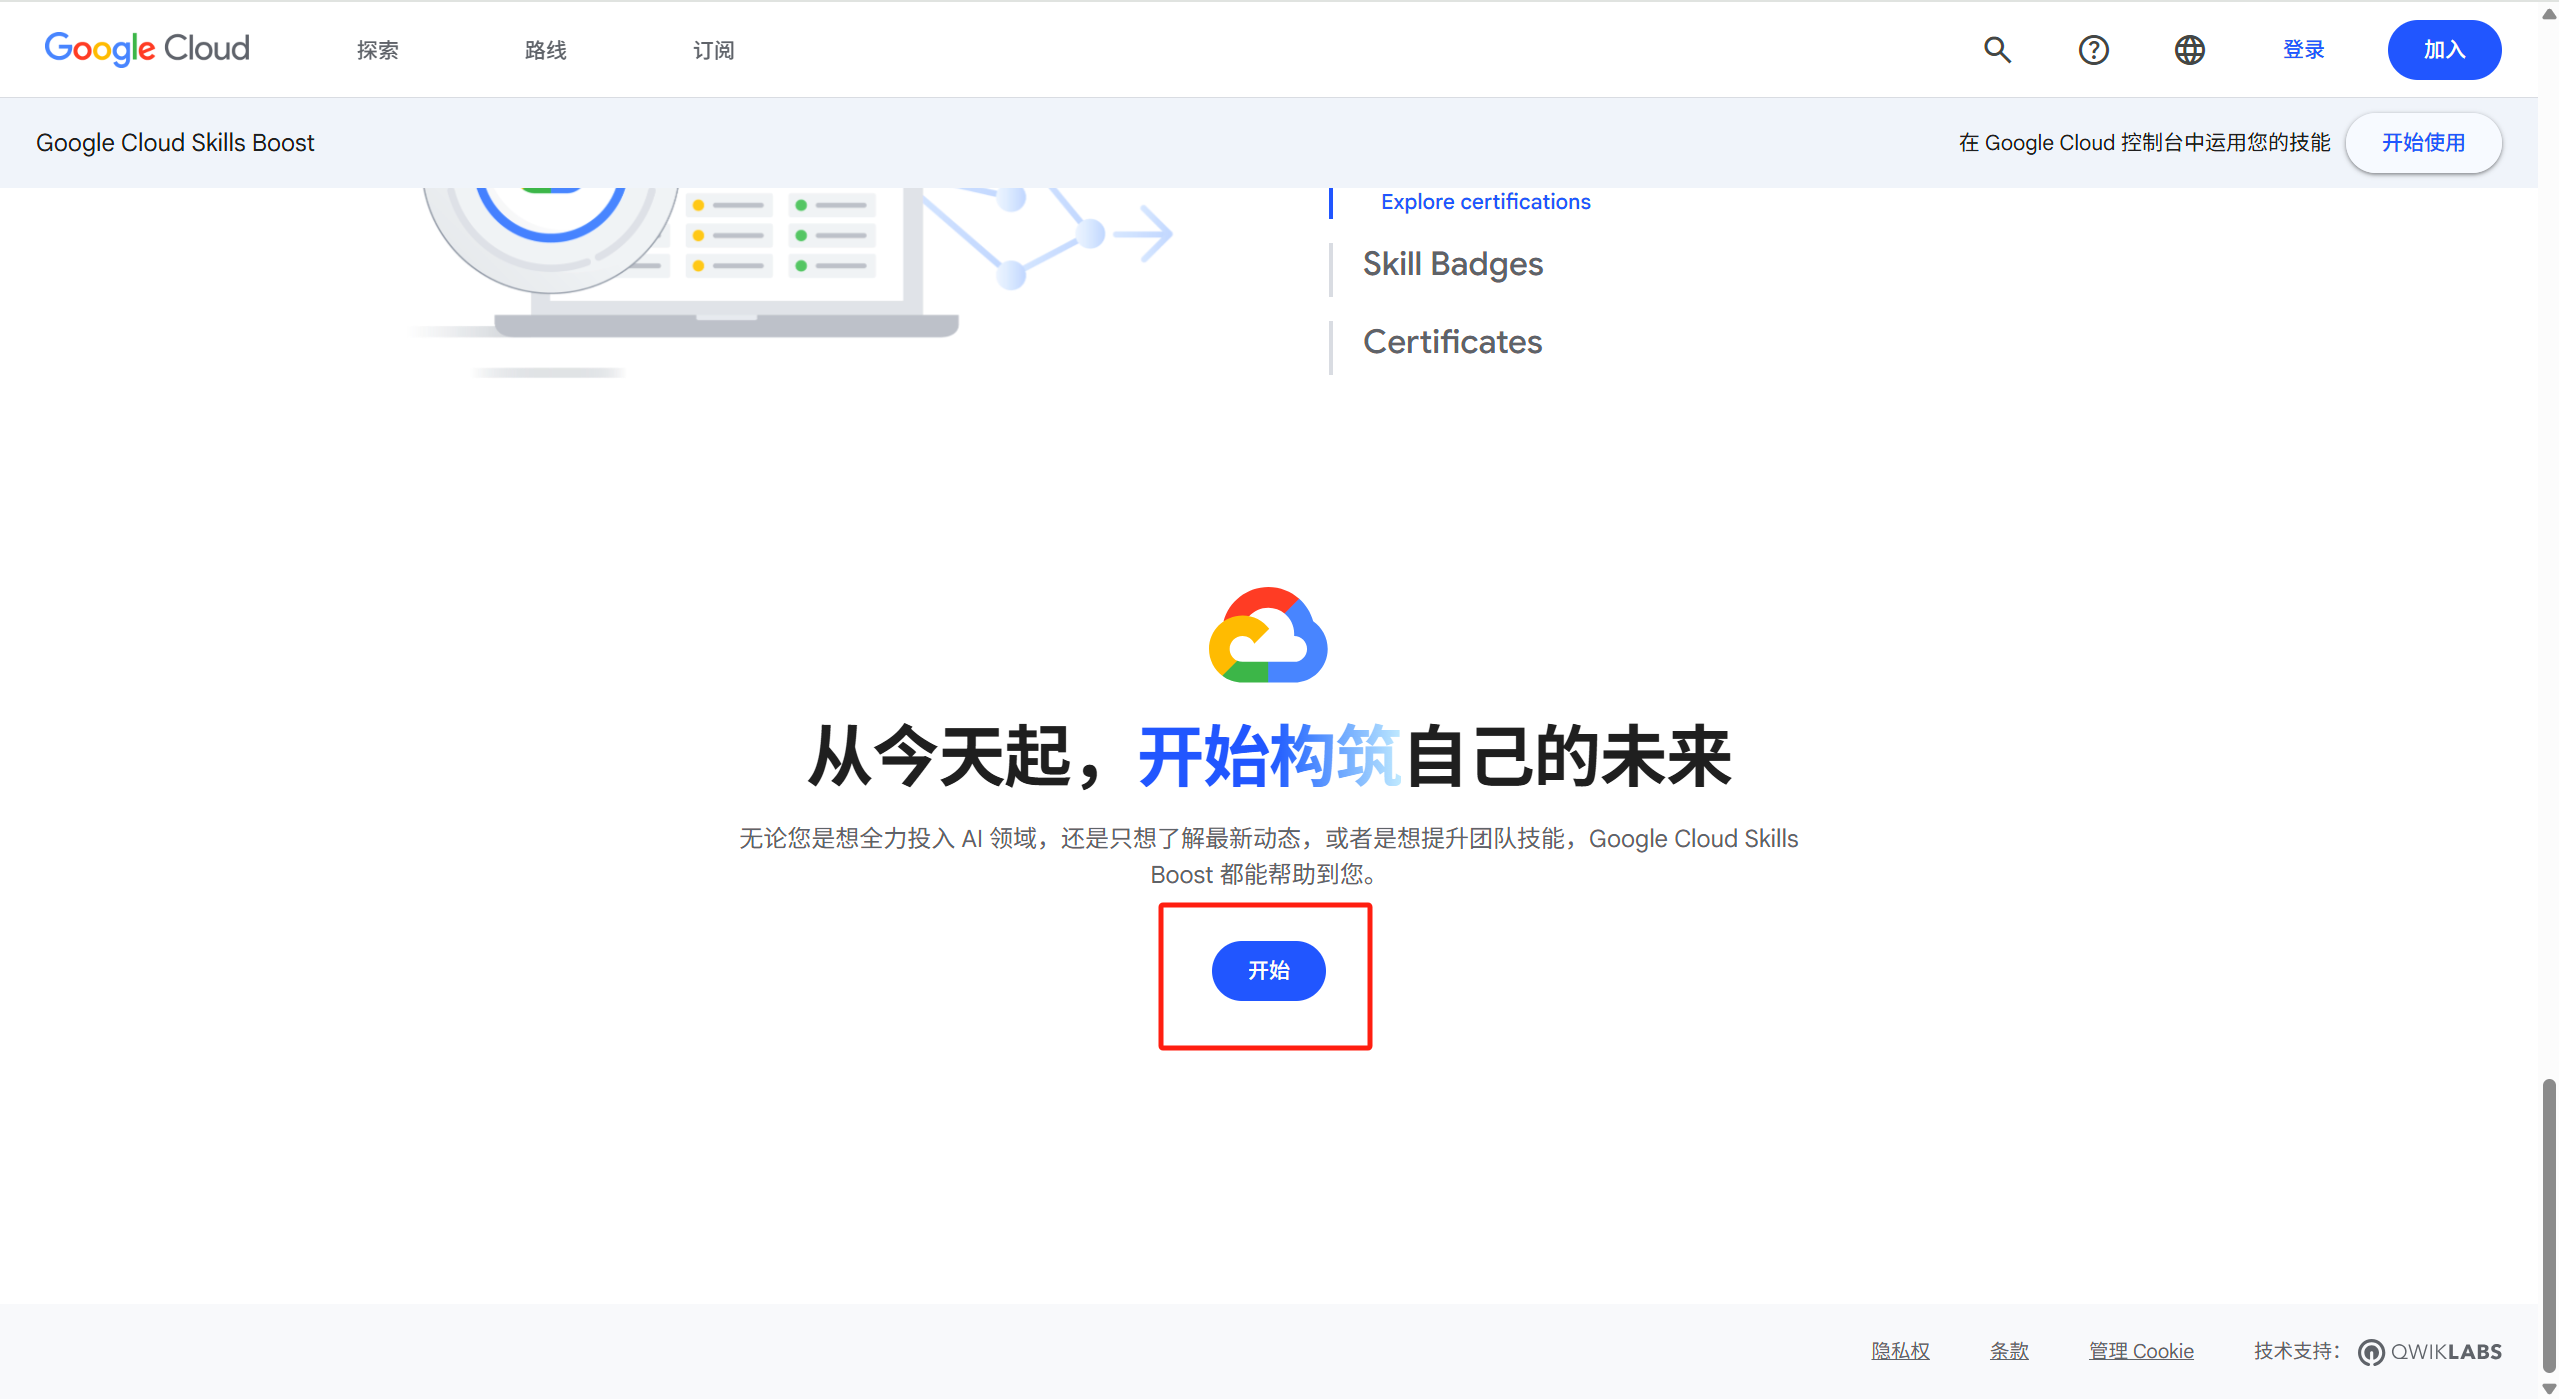 Google Cloud 探索 路线 订阅 登录 加入
Google Cloud Skills Boost 在 Google Cloud 控制台中运用您的技能 开始使用
Explore certifications
Skill Badges
Certificates
从今天起，开始构筑自己的未来
无论您是想全力投入 AI 领域，还是只想了解最新动态，或者是想提升团队技能，Google Cloud Skills
Boost 都能帮助到您。
开始
隐私权 条款 管理 Cookie 技术支持： QWIKLABS